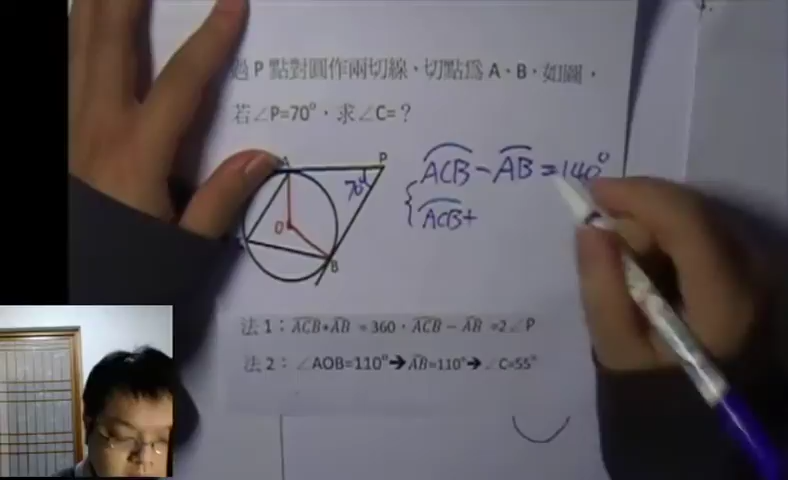 過P點對圓作兩切線，切點為A、B，如圖，
若∠P=70°，求∠C=？
A P
70°
O
B
ACB-AB=140°
ACB+
法1：ACB+AB=360，ACB-AB=2∠P
法2：∠AOB=110°→AB=110°→∠C=55°